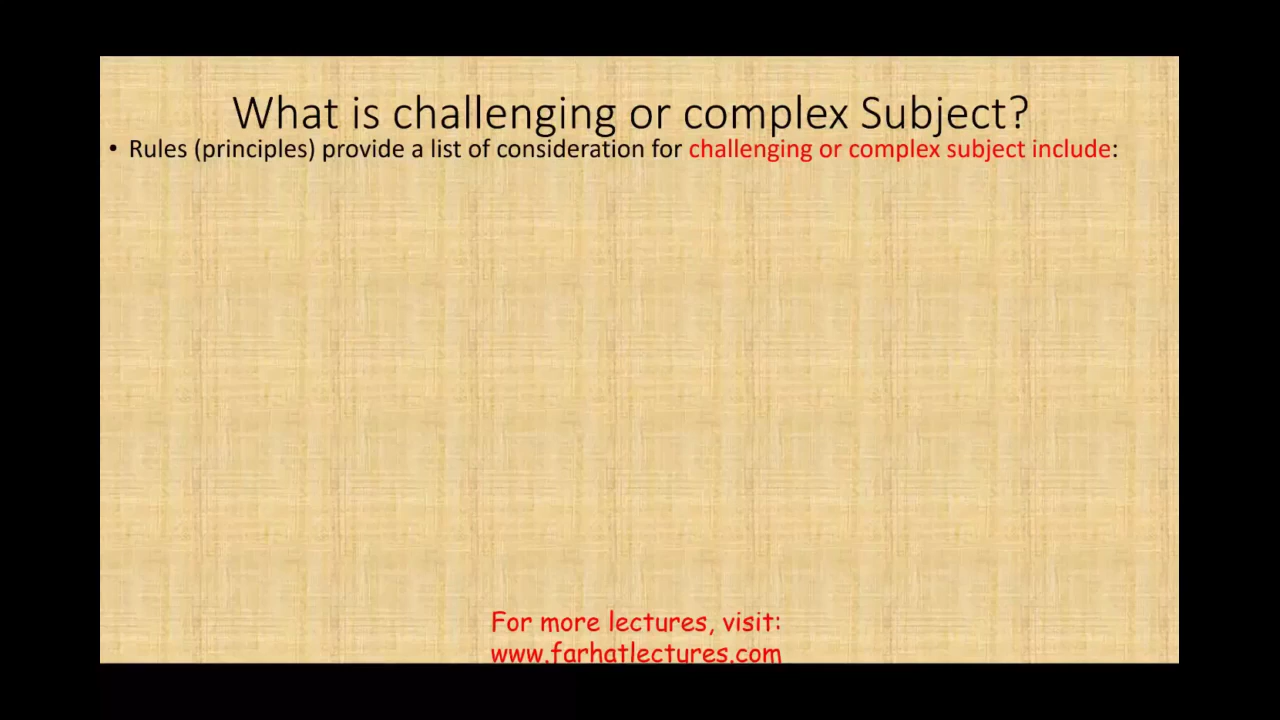 What is challenging or complex Subject?
• Rules (principles) provide a list of consideration for challenging or complex subject include:
For more lectures, visit:
www.farhatlectures.com